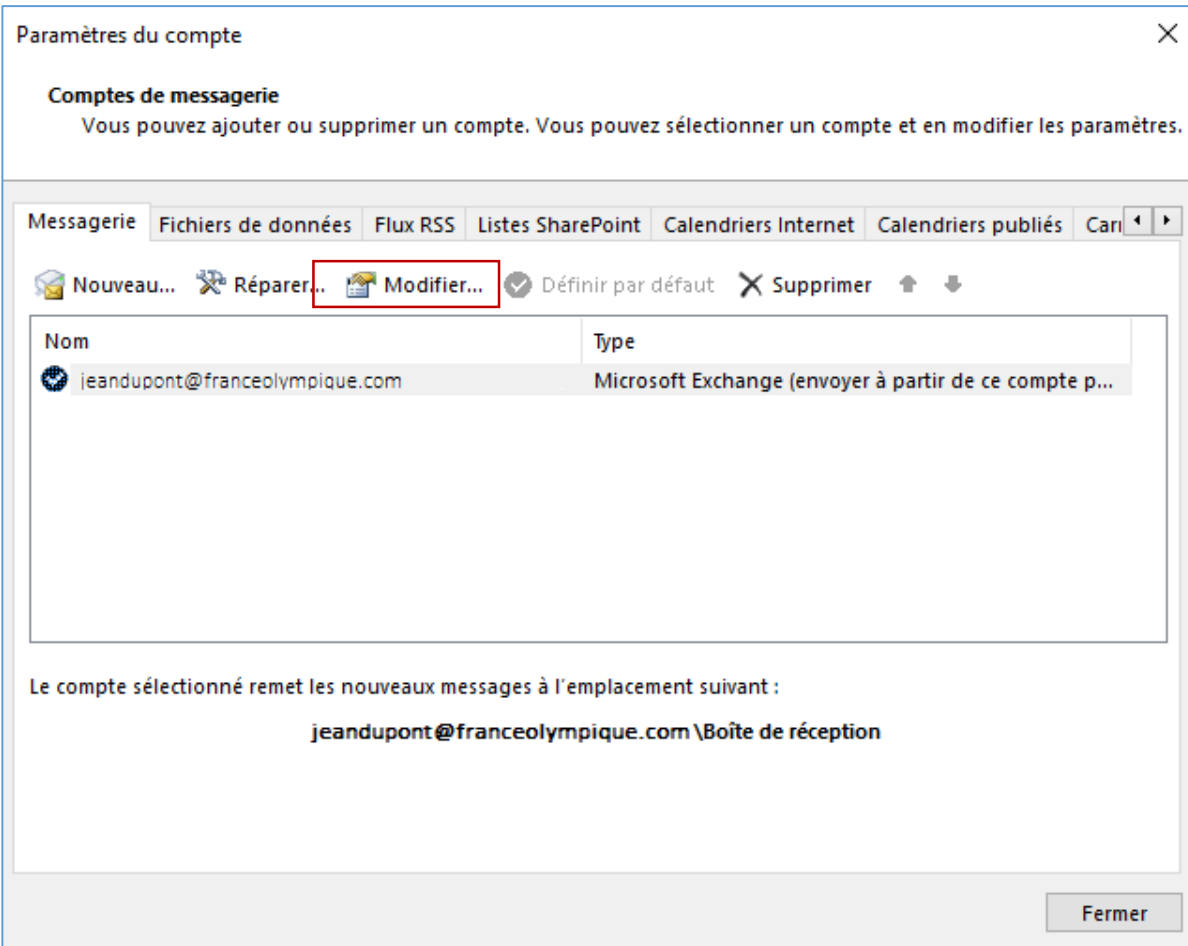 Paramètres du compte
Comptes de messagerie
Vous pouvez ajouter ou supprimer un compte. Vous pouvez sélectionner un compte et en modifier les paramètres.
Messagerie Fichiers de données Flux RSS Listes SharePoint Calendriers Internet Calendriers publiés
Nouveau... Réparer... Modifier... Définir par défaut Supprimer
Nom Type
jeandupont@franceolympique.com Microsoft Exchange (envoyer à partir de ce compte p...
Le compte sélectionné remet les nouveaux messages à l'emplacement suivant :
jeandupont@franceolympique.com\Boîte de réception
Fermer